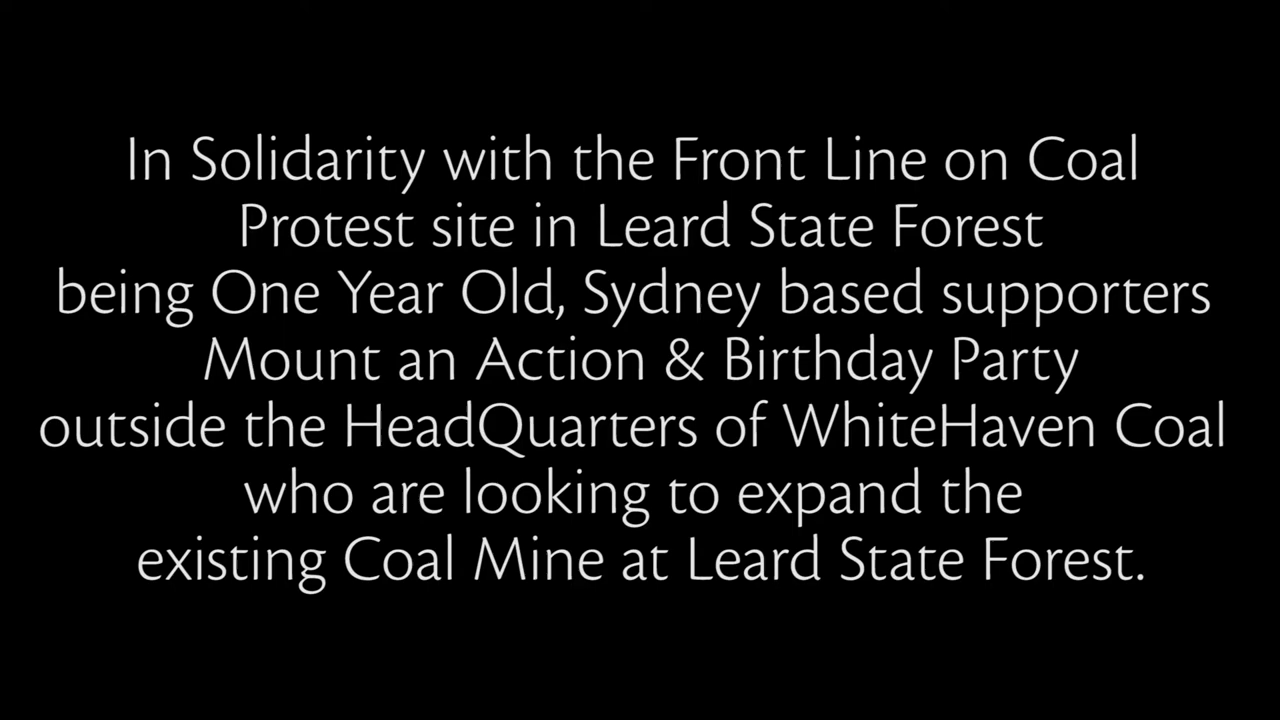 In Solidarity with the Front Line on Coal
Protest site in Leard State Forest
being One Year Old, Sydney based supporters
Mount an Action & Birthday Party
outside the HeadQuarters of WhiteHaven Coal
who are looking to expand the
existing Coal Mine at Leard State Forest.